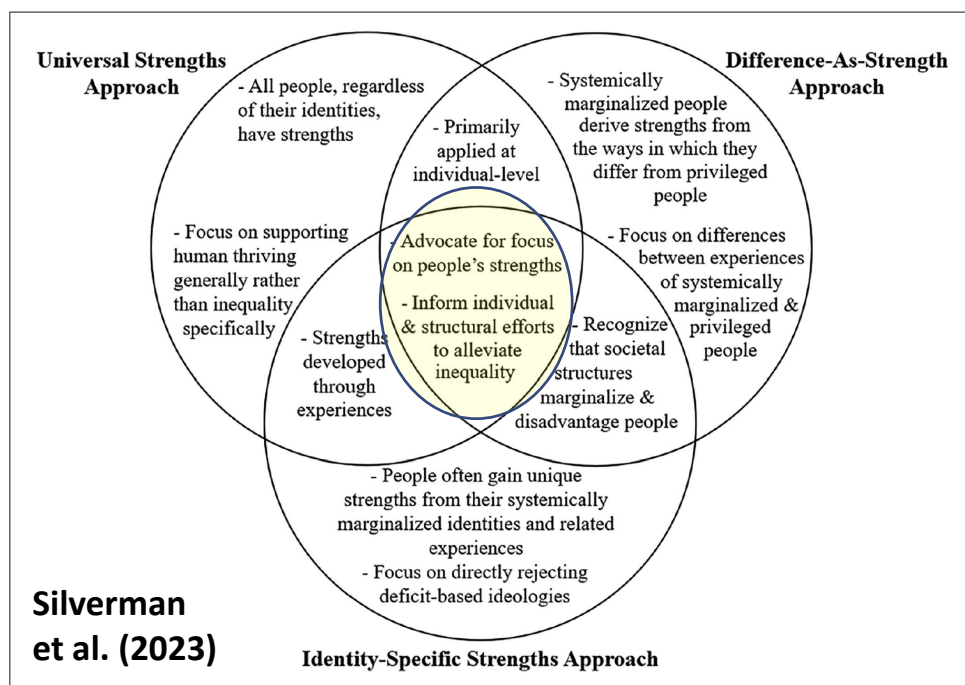 Universal Strengths
Approach
Difference-As-Strength
Approach
- All people, regardless
of their identities,
have strengths
- Primarily
applied at
individual-level
- Systemically
marginalized people
derive strengths from
the ways in which they
differ from privileged
people
- Focus on supporting
human thriving
generally rather
than inequality
specifically
- Advocate for focus
on people’s strengths
- Inform individual
& structural efforts
to alleviate
inequality
- Focus on differences
between experiences
of systemically
marginalized &
privileged
people
- Strengths
developed
through
experiences
- Recognize
that societal
structures
marginalize &
disadvantage people
- People often gain unique
strengths from their systemically
marginalized identities and related
experiences
- Focus on directly rejecting
deficit-based ideologies
Silverman
et al. (2023)
Identity-Specific Strengths Approach